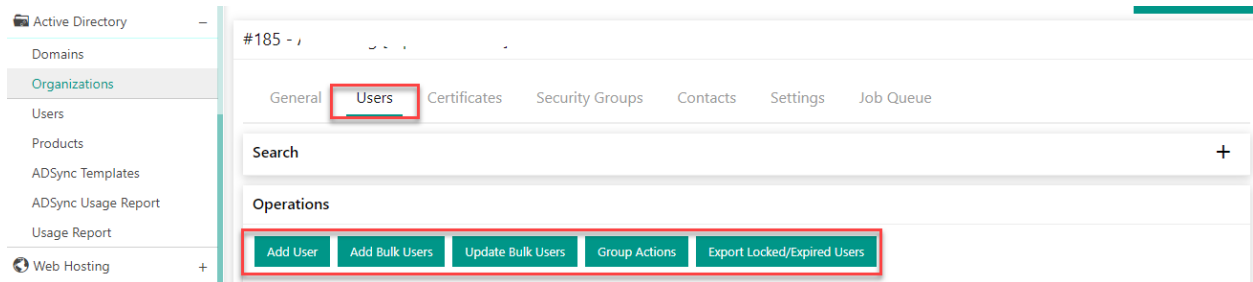 Active Directory –
Domains
Organizations
Users
Products
ADSync Templates
ADSync Usage Report
Usage Report
Web Hosting +
#185 -
General Users Certificates Security Groups Contacts Settings Job Queue
Search +
Operations
Add User Add Bulk Users Update Bulk Users Group Actions Export Locked/Expired Users